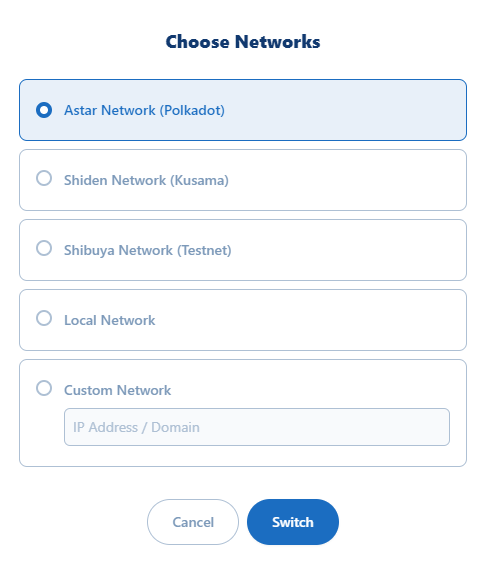 Choose Networks
Astar Network (Polkadot)
Shiden Network (Kusama)
Shibuya Network (Testnet)
Local Network
Custom Network
IP Address / Domain
Cancel
Switch